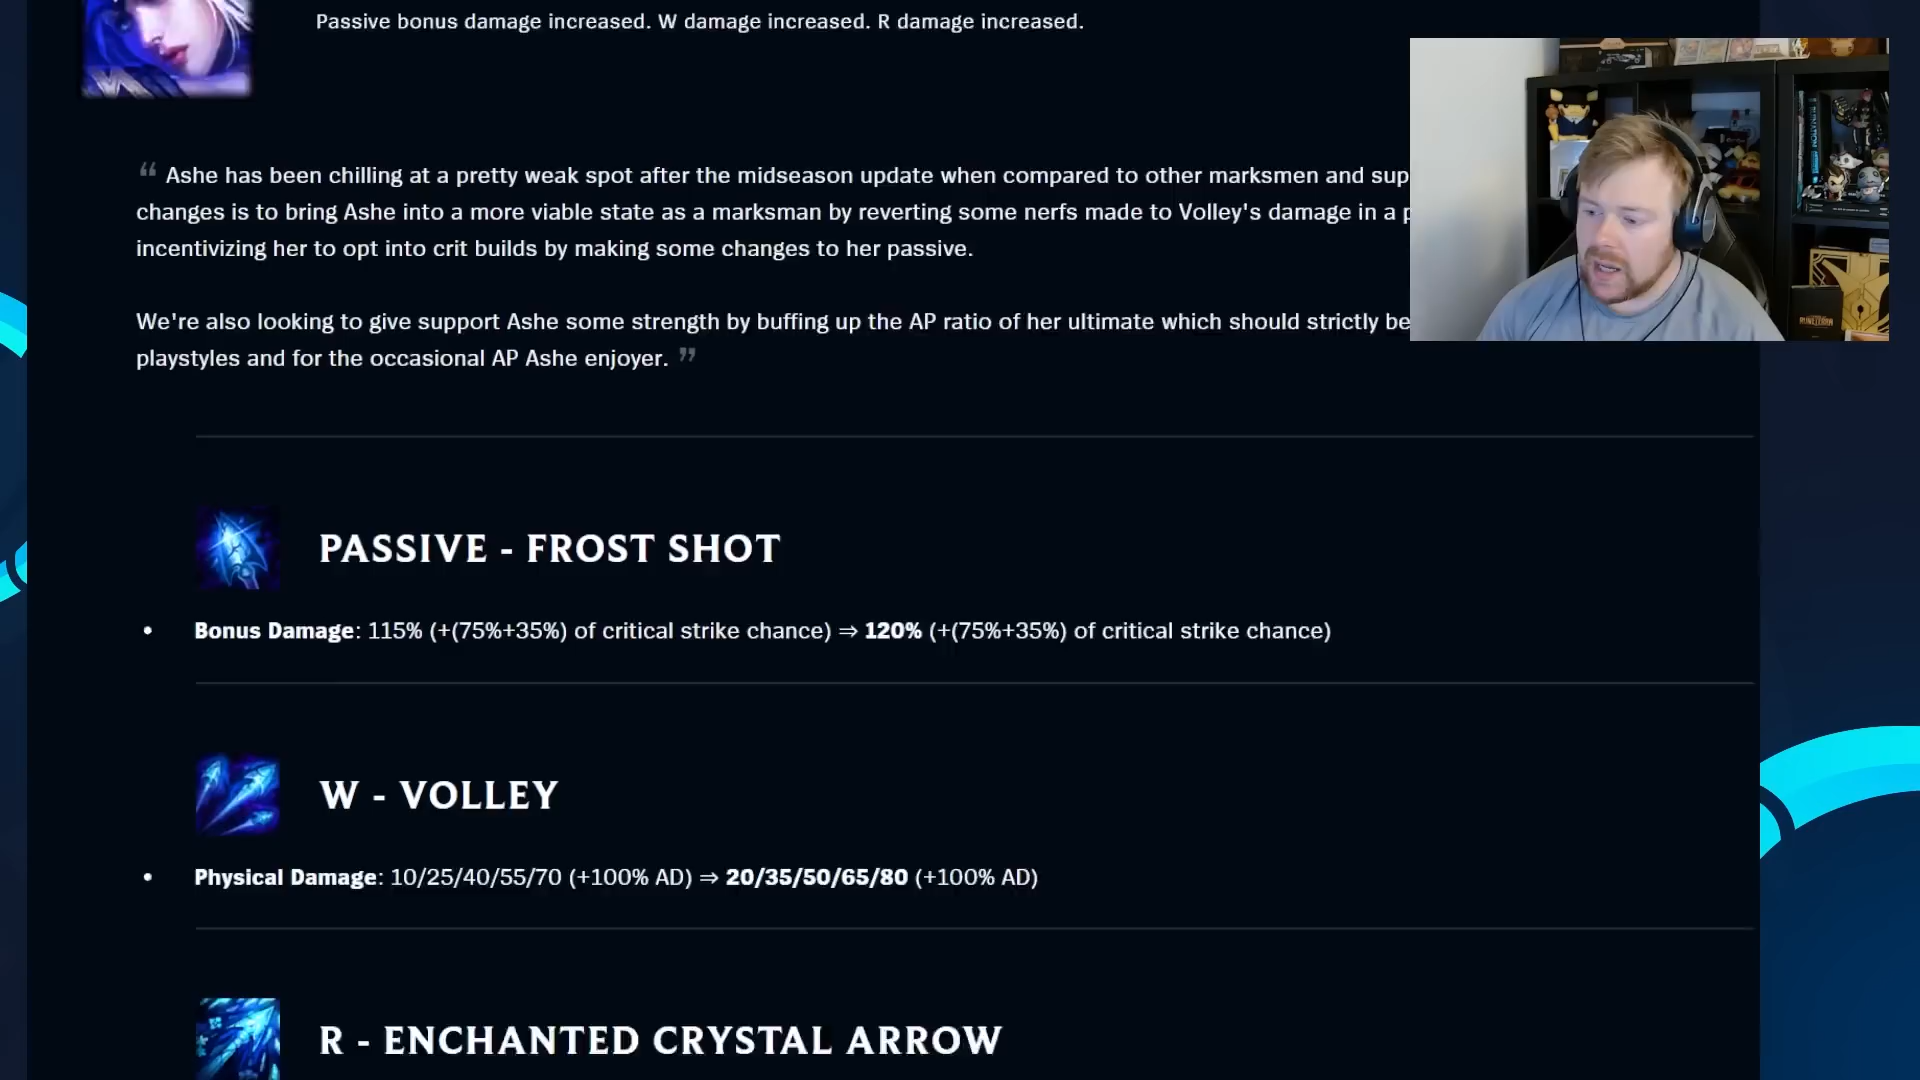 Passive bonus damage increased. W damage increased. R damage increased.
“ Ashe has been chilling at a pretty weak spot after the midseason update when compared to other marksmen and
changes is to bring Ashe into a more viable state as a marksman by reverting some nerfs made to Volley's damage in a
incentivizing her to opt into crit builds by making some changes to her passive.
We're also looking to give support Ashe some strength by buffing up the AP ratio of her ultimate which should strictly
playstyles and for the occasional AP Ashe enjoyer. ”
PASSIVE - FROST SHOT
• Bonus Damage: 115% (+(75%+35%) of critical strike chance) ⇒ 120% (+(75%+35%) of critical strike chance)
W - VOLLEY
• Physical Damage: 10/25/40/55/70 (+100% AD) ⇒ 20/35/50/65/80 (+100% AD)
R - ENCHANTED CRYSTAL ARROW
RUNETERRA